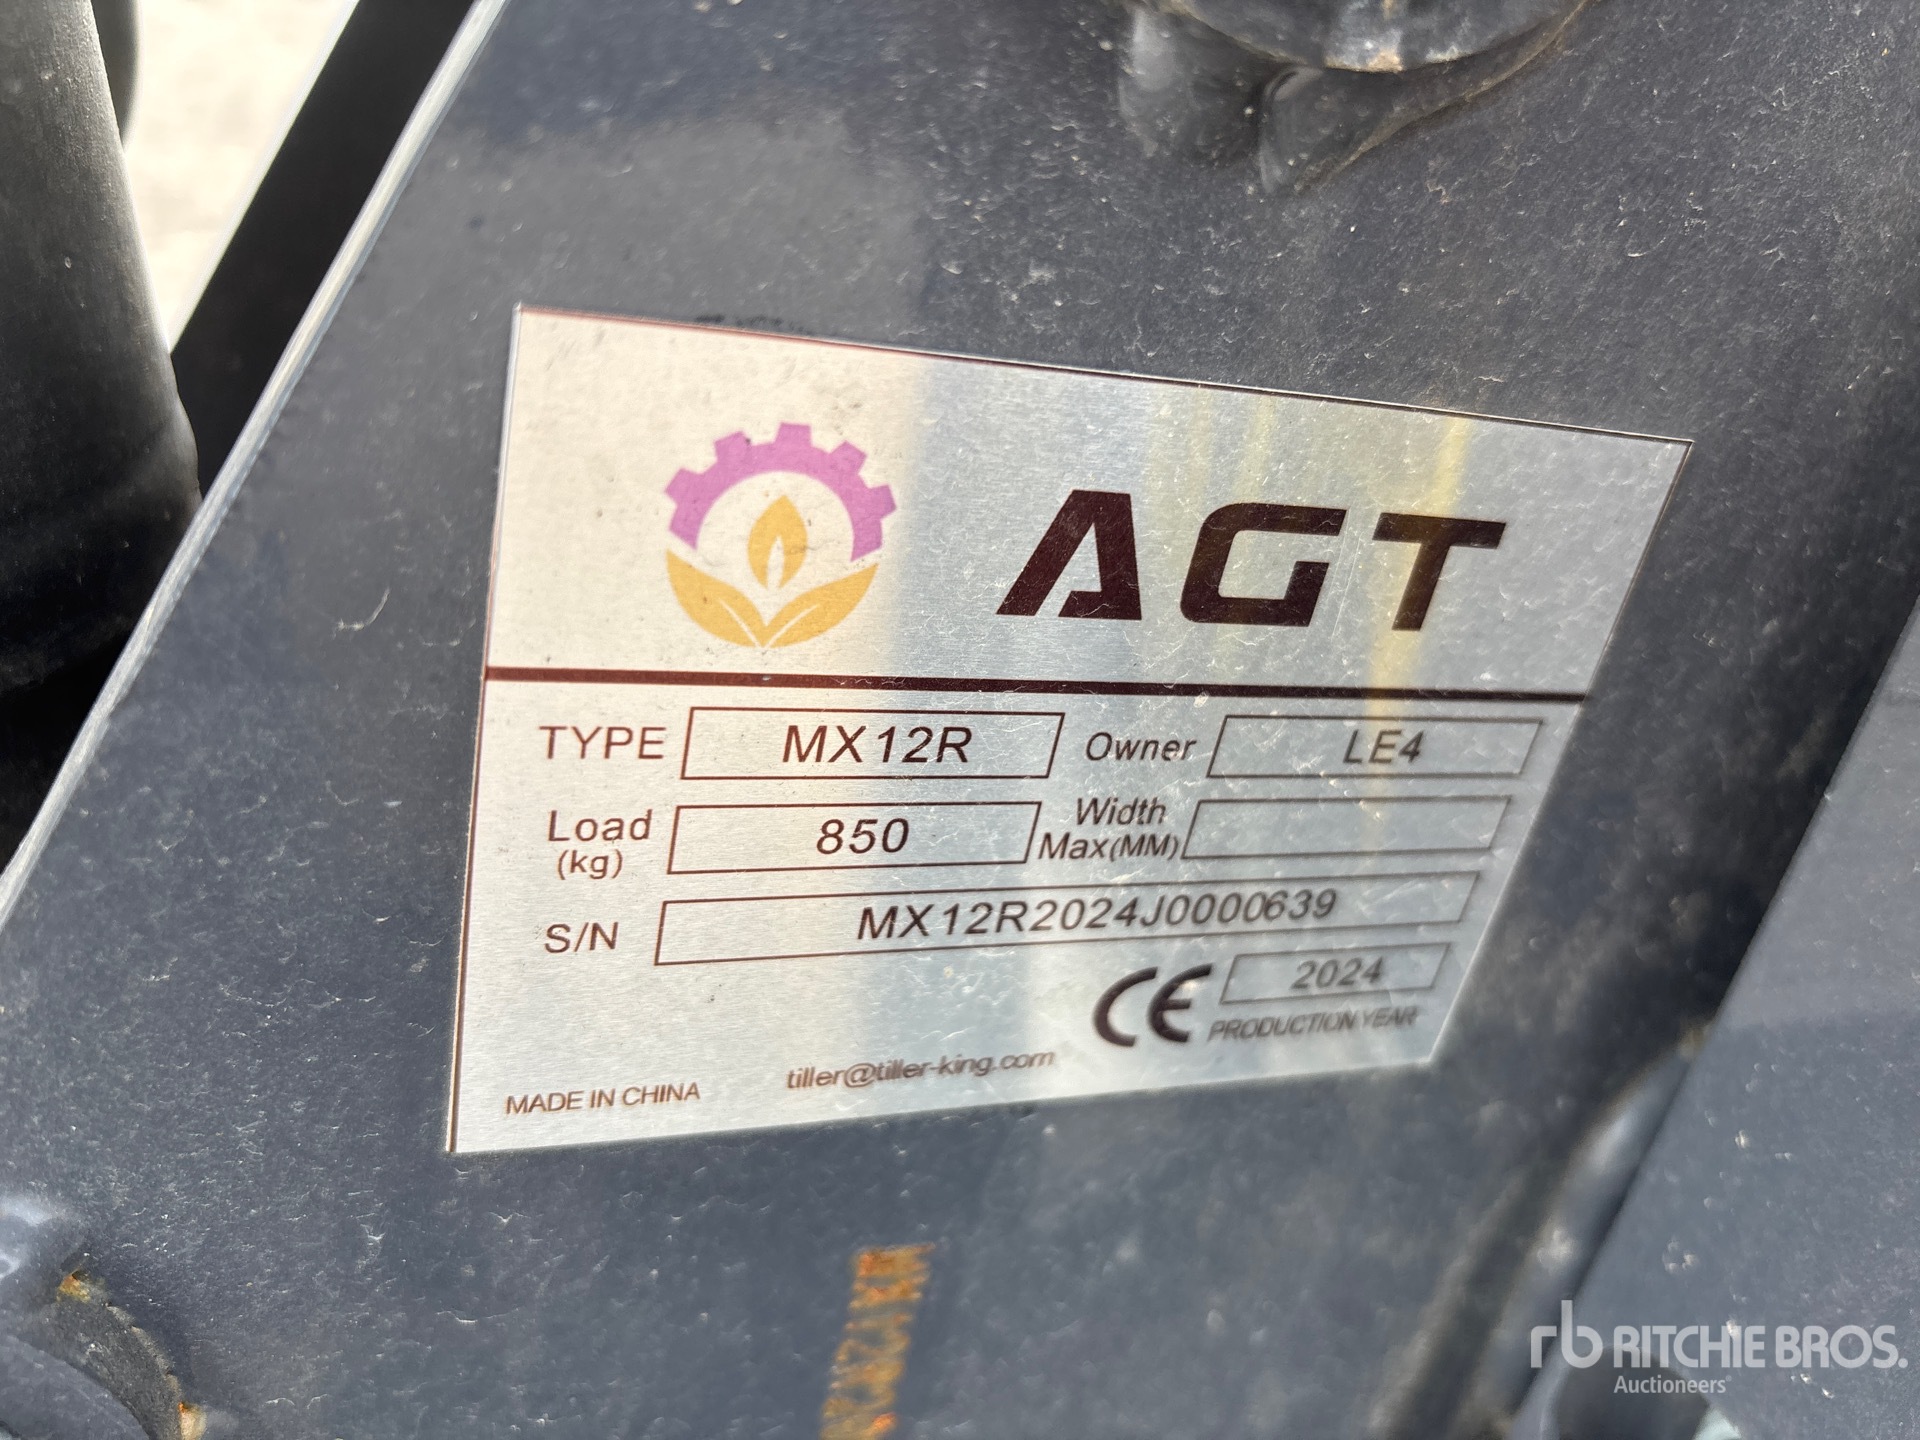 AGT
TYPE MX12R Owner LE4
Load (kg) 850 Width Max(MM)
S/N MX12R2024J0000639
CE 2024
PRODUCTION YEAR
MADE IN CHINA tiller@tiller-king.com
rb RITCHIE BROS.
Auctioneers